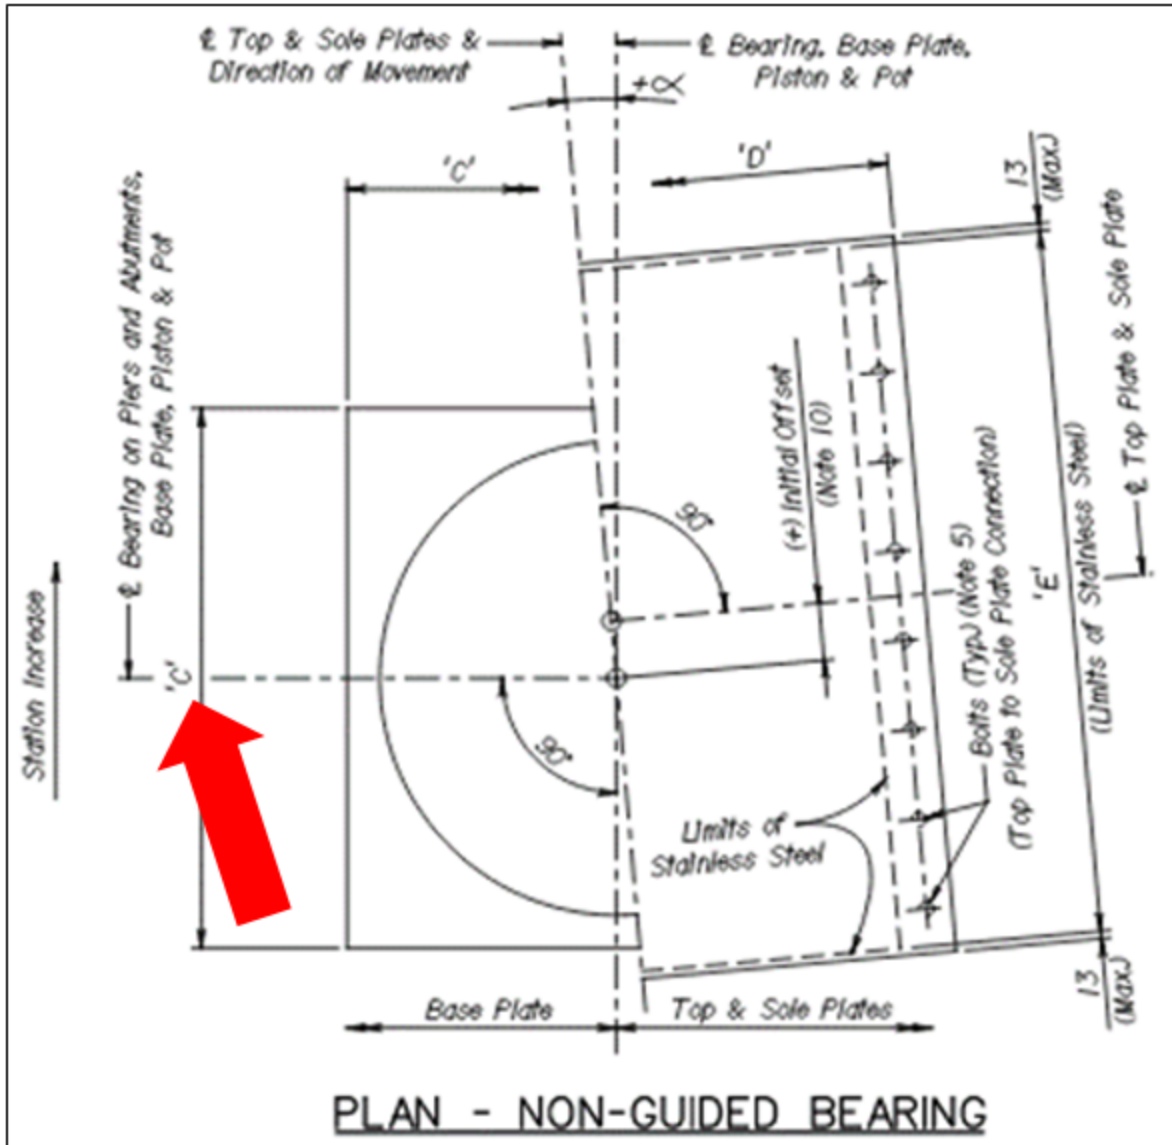 ℄ Top & Sole Plates &
Direction of Movement
℄ Bearing, Base Plate,
Piston & Pot
+α
'C'
'D'
13
(Max.)
℄ Bearing on Piers and Abutments,
Base Plate, Piston & Pot
℄ Top Plate & Sole Plate
(+) Initial Offset
(Note 10)
90°
'E'
(Limits of Stainless Steel)
Bolts (Typ.) (Note 5)
(Top Plate to Sole Plate Connection)
Station Increase
'C'
90°
Limits of
Stainless Steel
13
(Max.)
Base Plate
Top & Sole Plates
PLAN - NON-GUIDED BEARING